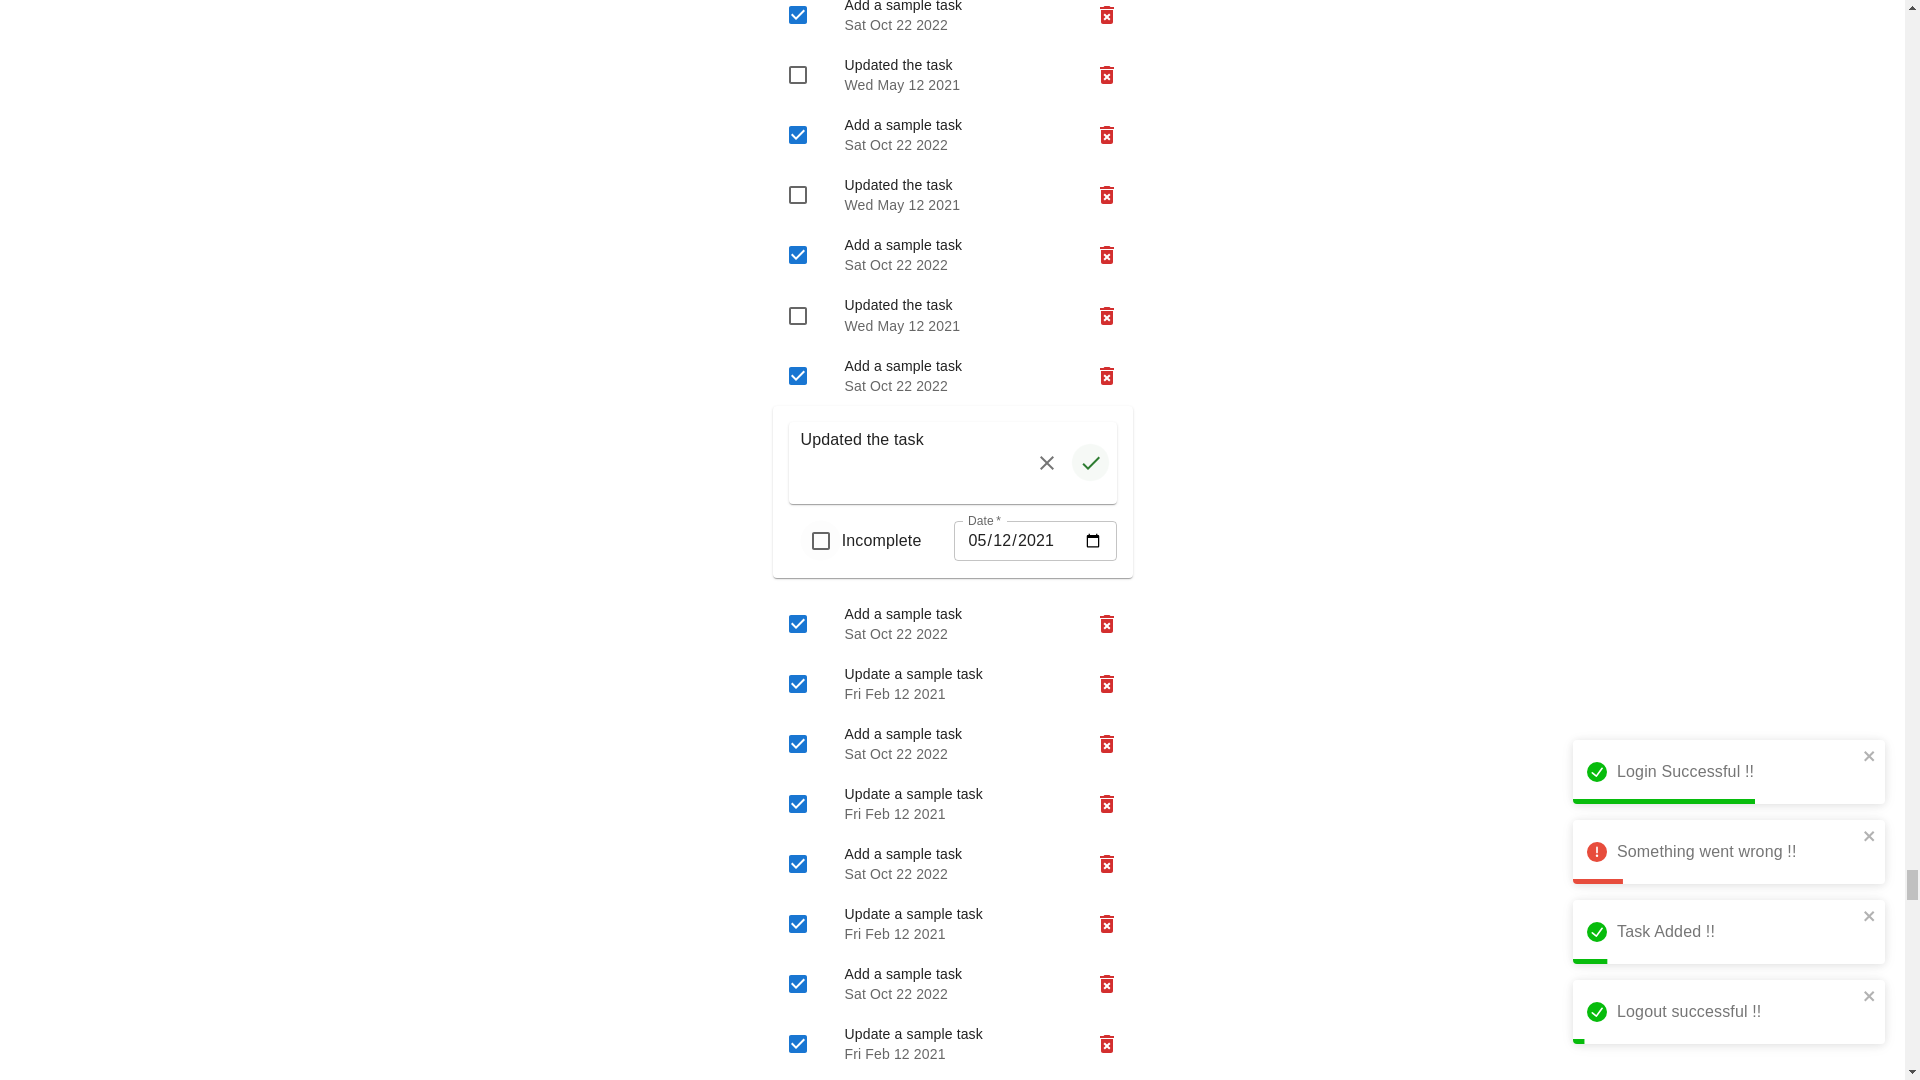 Add a sample task
Sat Oct 22 2022
Updated the task
Wed May 12 2021
Add a sample task
Sat Oct 22 2022
Updated the task
Wed May 12 2021
Add a sample task
Sat Oct 22 2022
Updated the task
Wed May 12 2021
Add a sample task
Sat Oct 22 2022
Updated the task
Date *
Incomplete
05/12/2021
Add a sample task
Sat Oct 22 2022
Update a sample task
Fri Feb 12 2021
Add a sample task
Sat Oct 22 2022
Update a sample task
Fri Feb 12 2021
Add a sample task
Sat Oct 22 2022
Update a sample task
Fri Feb 12 2021
Add a sample task
Sat Oct 22 2022
Update a sample task
Fri Feb 12 2021
Login Successful !!
Something went wrong !!
Task Added !!
Logout successful !!